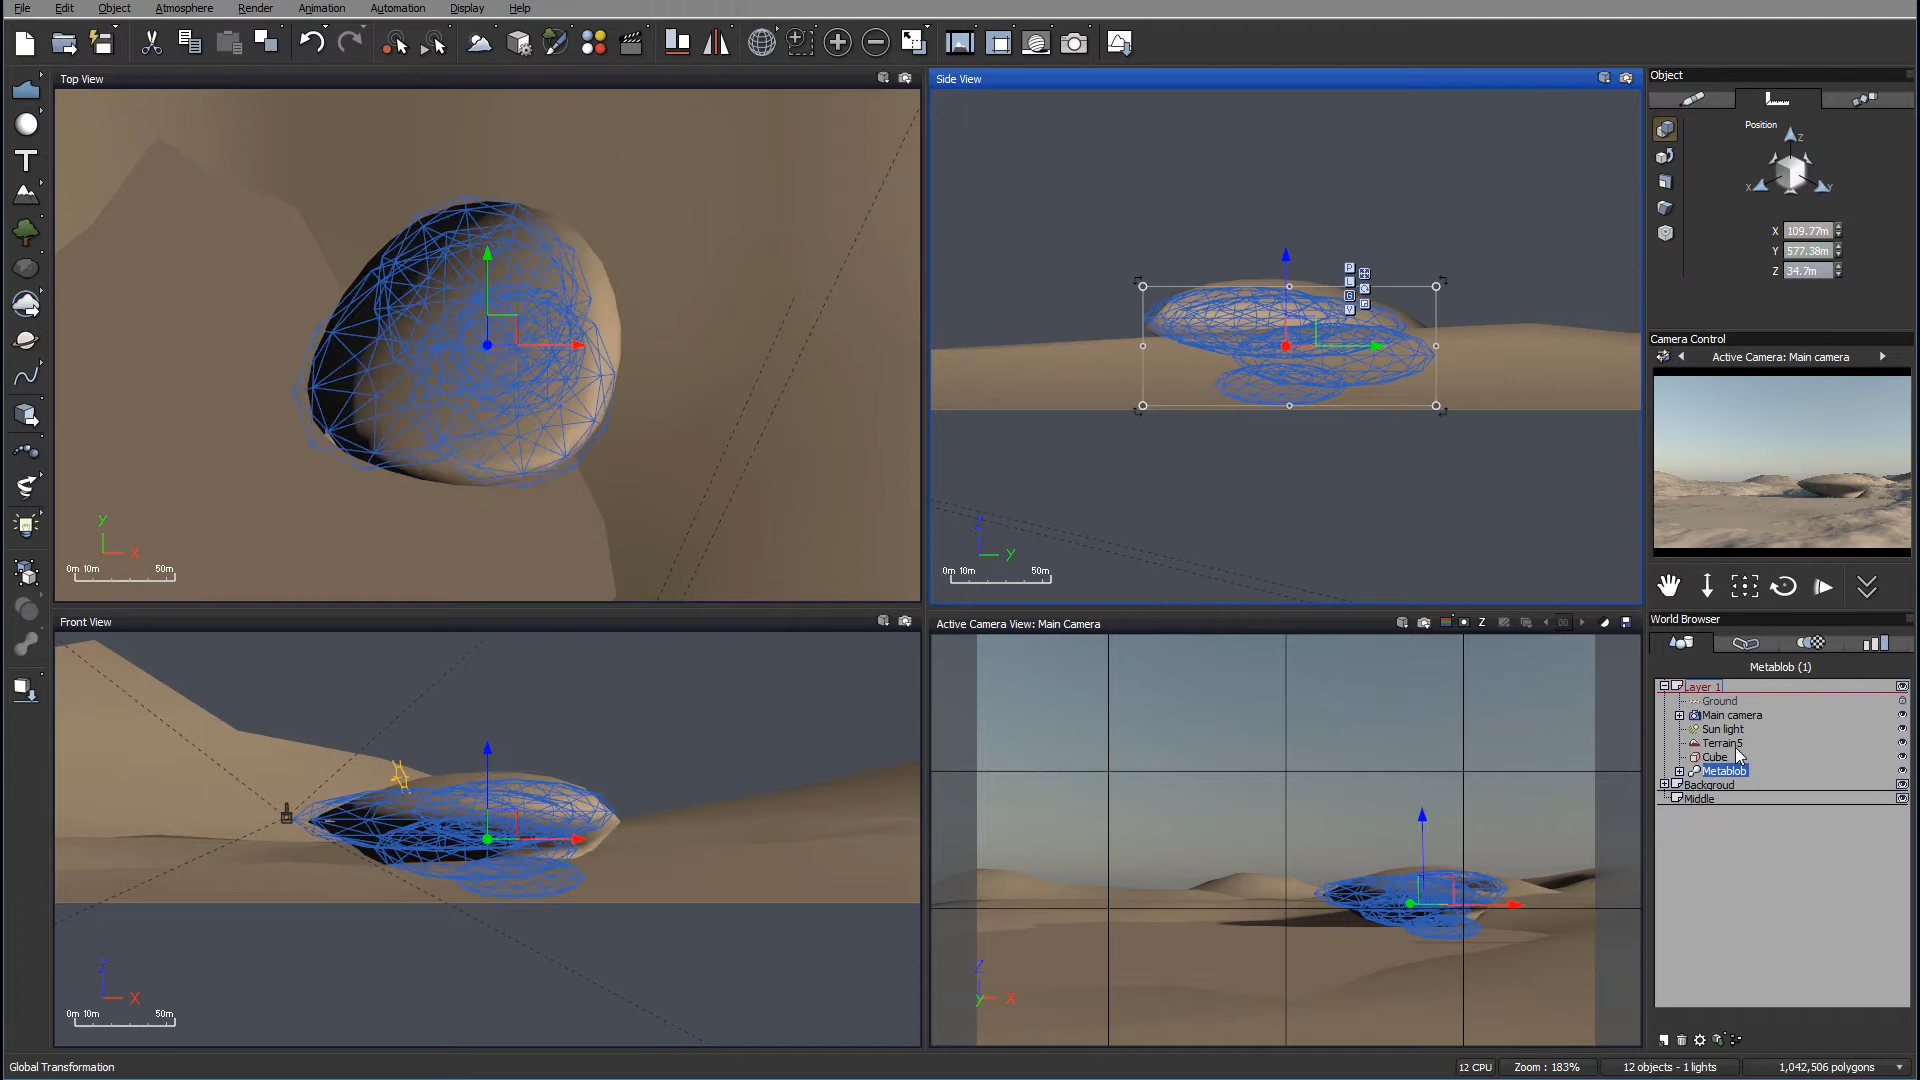 File Edit Object Atmosphere Render Animation Automation Display Help
Top View
Side View
Object
Position
Z
X Y
X 109.77m
Y 577.38m
Z 34.7m
P
L
G
V
Camera Control
Active Camera: Main camera
Y
X
0m 10m 50m
Z
Y
0m 10m 50m
Front View
Active Camera View: Main Camera
Z
00
World Browser
Metablob (1)
Layer 1
Ground
Main camera
Sun light
Terrain5
Cube
Metablob
Backgroud
Middle
Z
X
0m 10m 50m
Z
Y X
Global Transformation
12 CPU
Zoom : 183%
12 objects - 1 lights
1,042,506 polygons